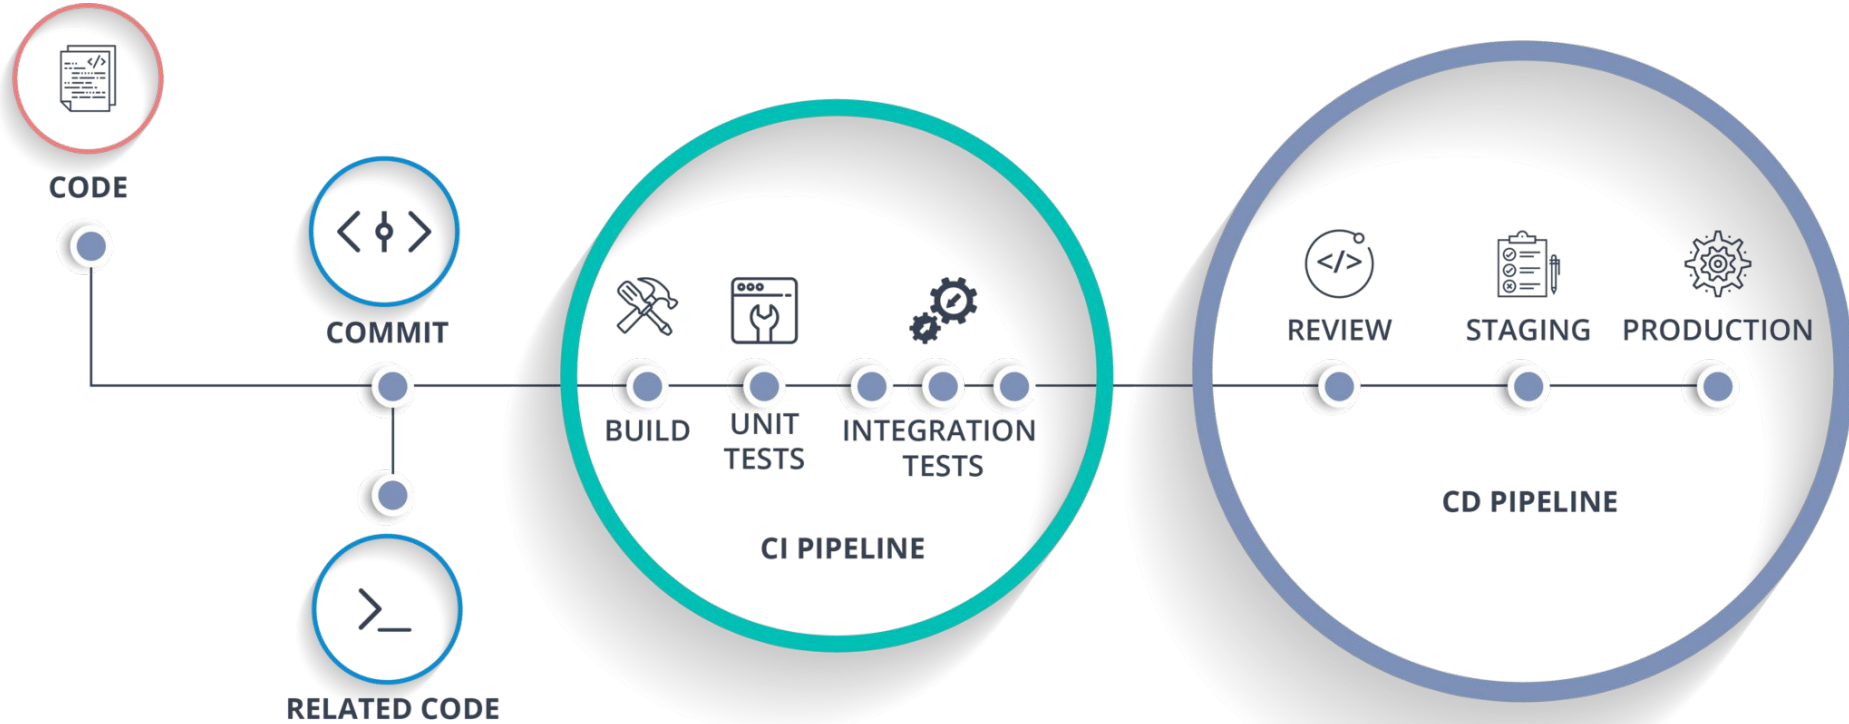 CODE
COMMIT
RELATED CODE
BUILD
UNIT
TESTS
INTEGRATION
TESTS
CI PIPELINE
REVIEW
STAGING
PRODUCTION
CD PIPELINE